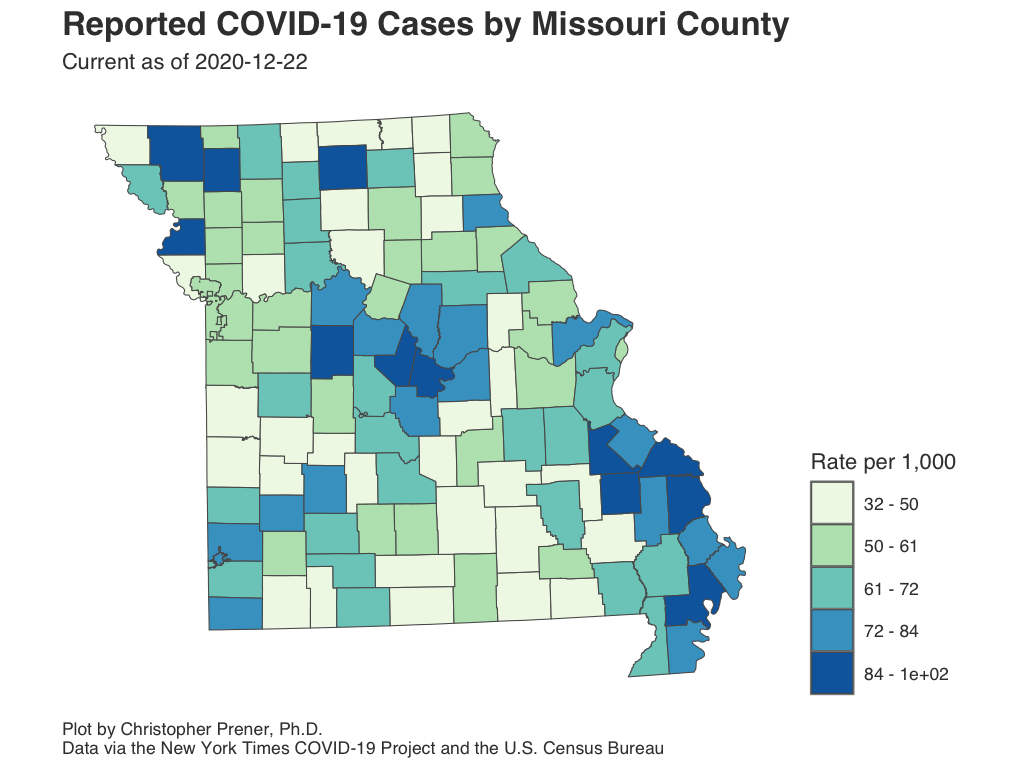 Reported COVID-19 Cases by Missouri County
Current as of 2020-12-22
Rate per 1,000
32 - 50
50 - 61
61 - 72
72 - 84
84 - 1e+02
Plot by Christopher Prener, Ph.D.
Data via the New York Times COVID-19 Project and the U.S. Census Bureau